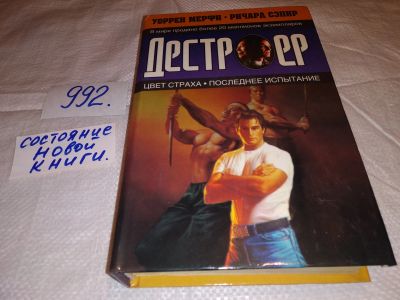 УОРРЕН МЕРФИ • РИЧАРД СЭПИР
В мире продано более 20 миллионов экземпляров
ДЕСТРОЕР
ЦВЕТ СТРАХА • ПОСЛЕДНЕЕ ИСПЫТАНИЕ
992.
СОСТОЯНИЕ
НОВОЙ
КНИГИ.